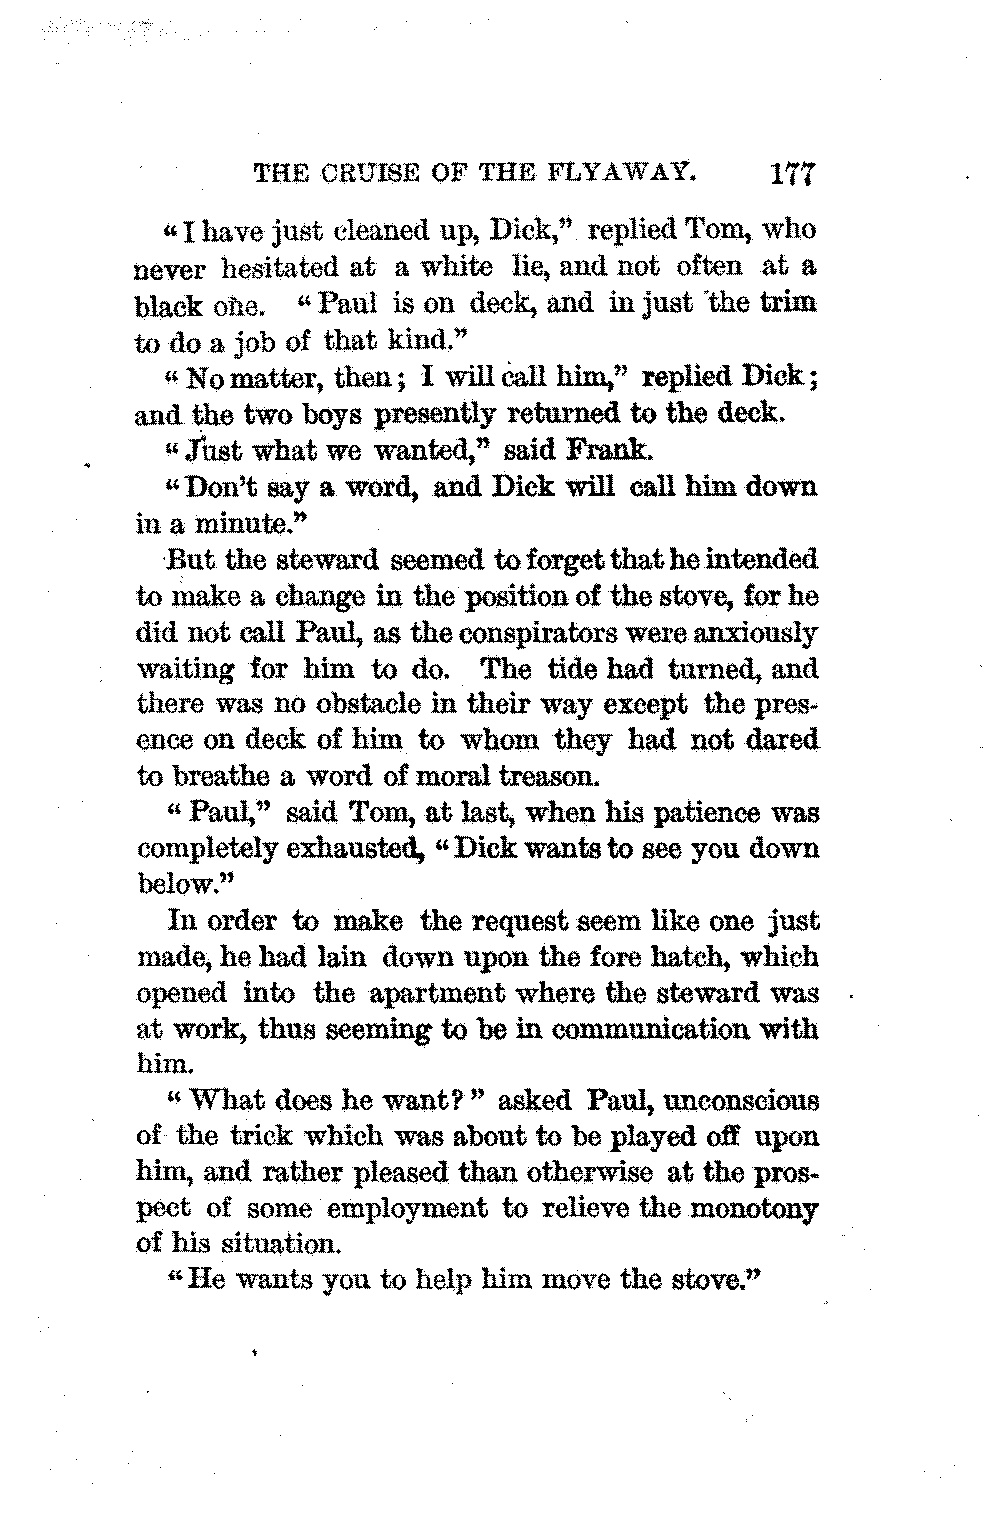 THE CRUISE OF THE FLYAWAY. 177
“I have just cleaned up, Dick,” replied Tom, who
never hesitated at a white lie, and not often at a
black one. “Paul is on deck, and in just the trim
to do a job of that kind.”
“No matter, then; I will call him,” replied Dick;
and the two boys presently returned to the deck.
“Just what we wanted,” said Frank.
“Don’t say a word, and Dick will call him down
in a minute.”
But the steward seemed to forget that he intended
to make a change in the position of the stove, for he
did not call Paul, as the conspirators were anxiously
waiting for him to do. The tide had turned, and
there was no obstacle in their way except the pres-
ence on deck of him to whom they had not dared
to breathe a word of moral treason.
“Paul,” said Tom, at last, when his patience was
completely exhausted, “Dick wants to see you down
below.”
In order to make the request seem like one just
made, he had lain down upon the fore hatch, which
opened into the apartment where the steward was
at work, thus seeming to be in communication with
him.
“What does he want?” asked Paul, unconscious
of the trick which was about to be played off upon
him, and rather pleased than otherwise at the pros-
pect of some employment to relieve the monotony
of his situation.
“He wants you to help him move the stove.”